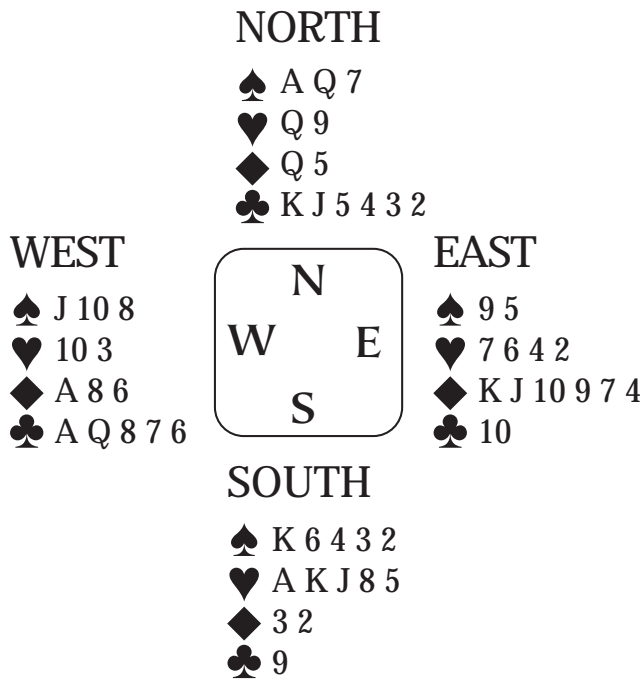 NORTH
♠ A Q 7
♥ Q 9
♦ Q 5
♣ K J 5 4 3 2
WEST
♠ J 10 8
♥ 10 3
♦ A 8 6
♣ A Q 8 7 6
N
W E
S
EAST
♠ 9 5
♥ 7 6 4 2
♦ K J 10 9 7 4
♣ 10
SOUTH
♠ K 6 4 3 2
♥ A K J 8 5
♦ 3 2
♣ 9